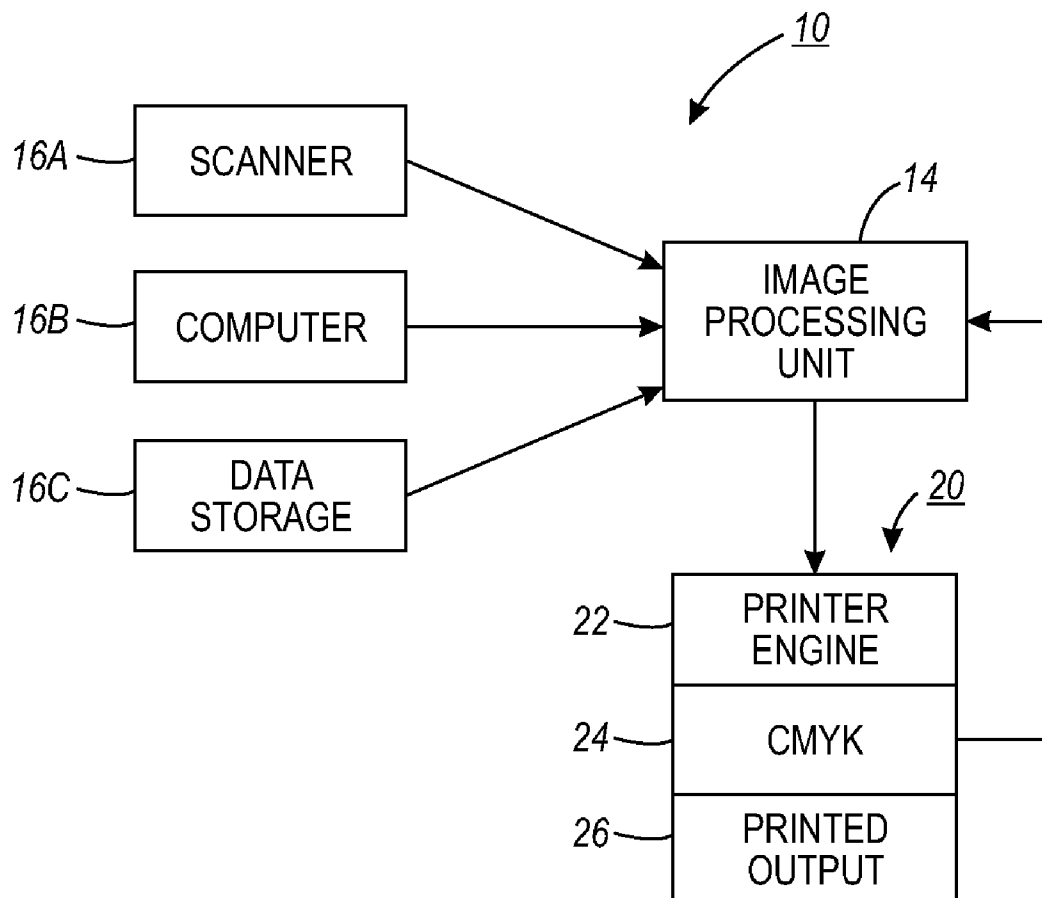 10
16A
SCANNER
14
IMAGE
PROCESSING
UNIT
16B
COMPUTER
16C
DATA
STORAGE
20
22
PRINTER
ENGINE
24
CMYK
26
PRINTED
OUTPUT